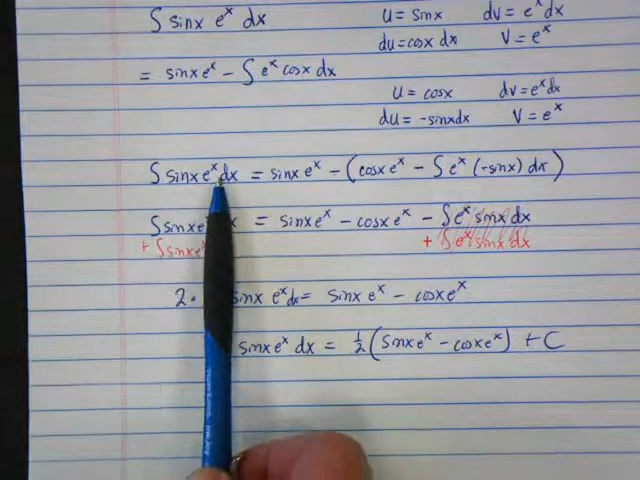 ∫ sinx e^x dx    u = sinx    dv = e^x dx
du = cosx dx    v = e^x
= sinx e^x − ∫ e^x cosx dx
u = cosx    dv = e^x dx
du = −sinx dx    v = e^x
∫ sinx e^x dx = sinx e^x − (cosx e^x − ∫ e^x (−sinx) dx)
∫ sinx e x = sinx e^x − cosx e^x − ∫ e^x sinx dx
+ ∫ sinx e    + ∫ e^x sinx dx
2 · sinx e^x dx = sinx e^x − cosx e^x
sinx e^x dx = 1/2 (sinx e^x − cosx e^x) + C